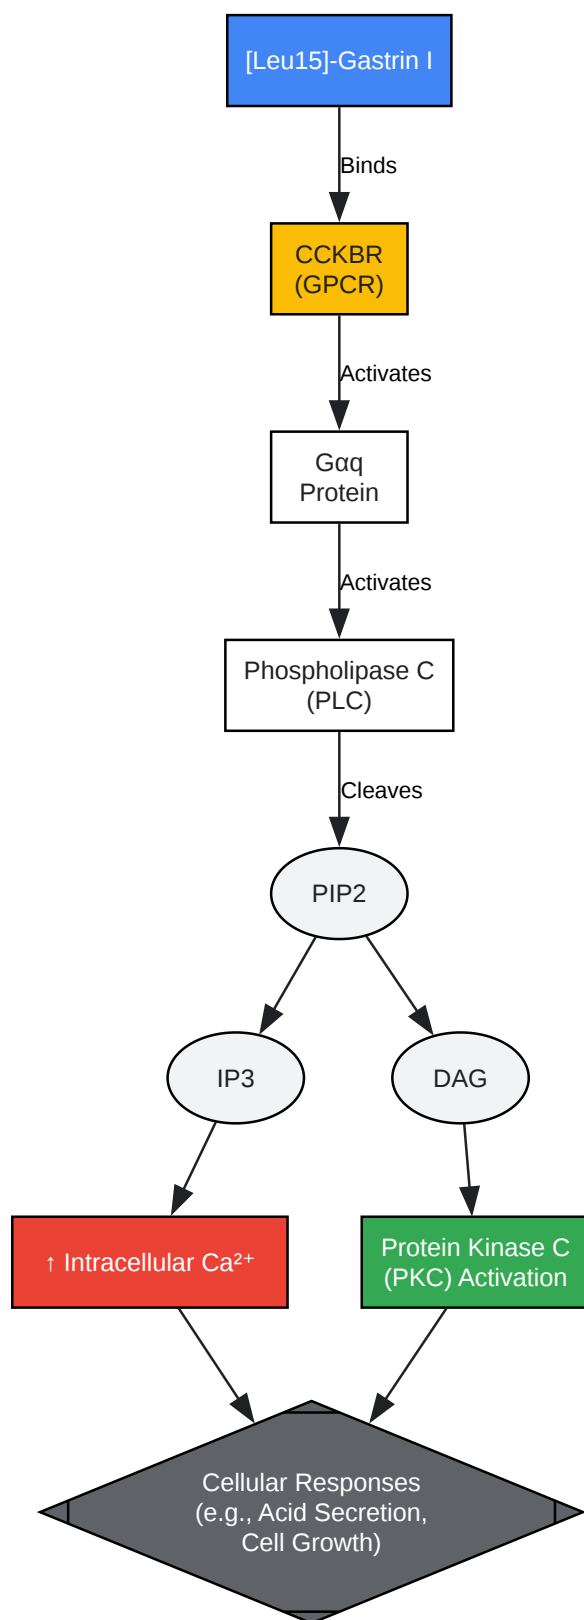 [Leu15]-Gastrin I
Binds
CCKBR
(GPCR)
Activates
Gαq
Protein
Activates
Phospholipase C
(PLC)
Cleaves
PIP2
IP3
DAG
↑ Intracellular Ca²⁺
Protein Kinase C
(PKC) Activation
Cellular Responses
(e.g., Acid Secretion,
Cell Growth)